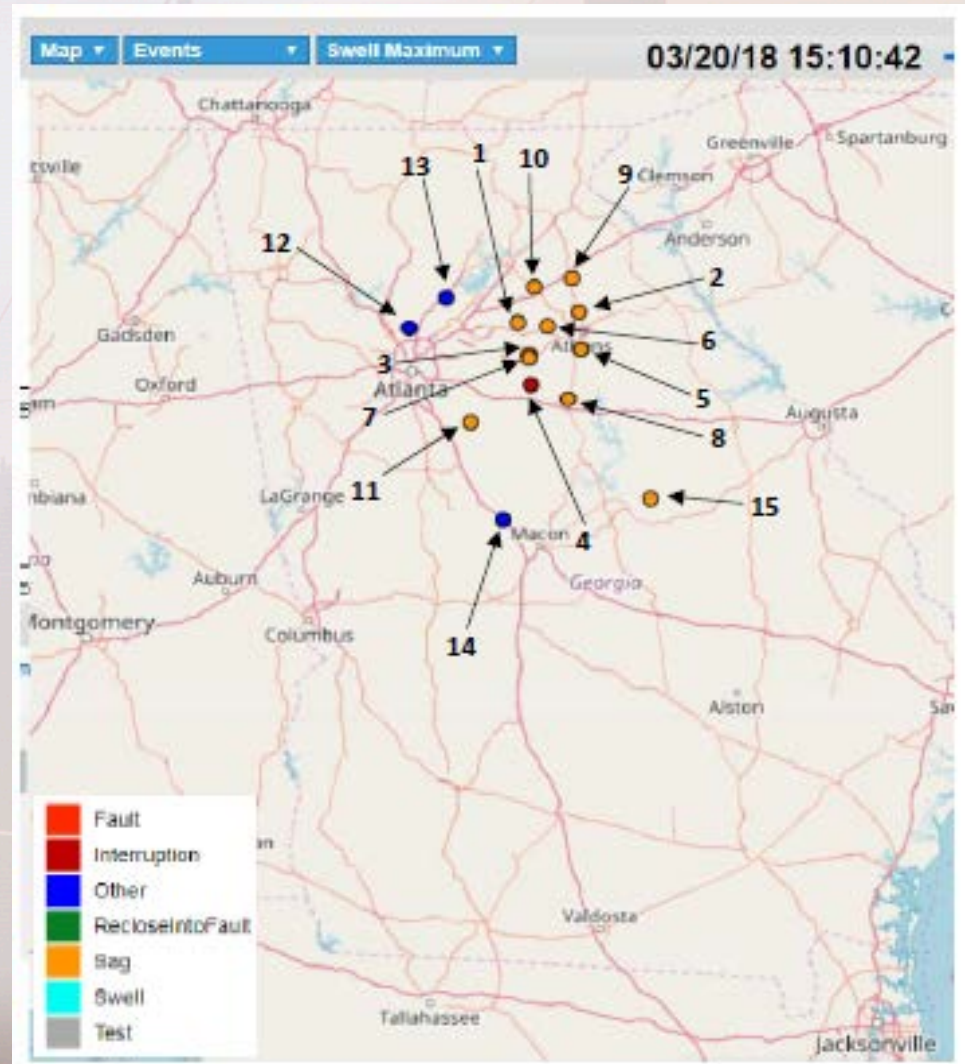 Map ▼ Events ▼ Swell Maximum ▼ 03/20/18 15:10:42
Chattanooga
Greenville
Spartanburg
13 1 10 9 Clemson
12
Anderson
2
Gadsden
6
3 Athens
Oxford Atlanta 5
7
8 Augusta
LaGrange 11
15
Macon 4
Auburn Georgia
Montgomery
Columbus
14
Alston
Fault
Interruption
Other
RecloseIntoFault
Sag
Swell
Test
Valdosta
Tallahassee
Jacksonville